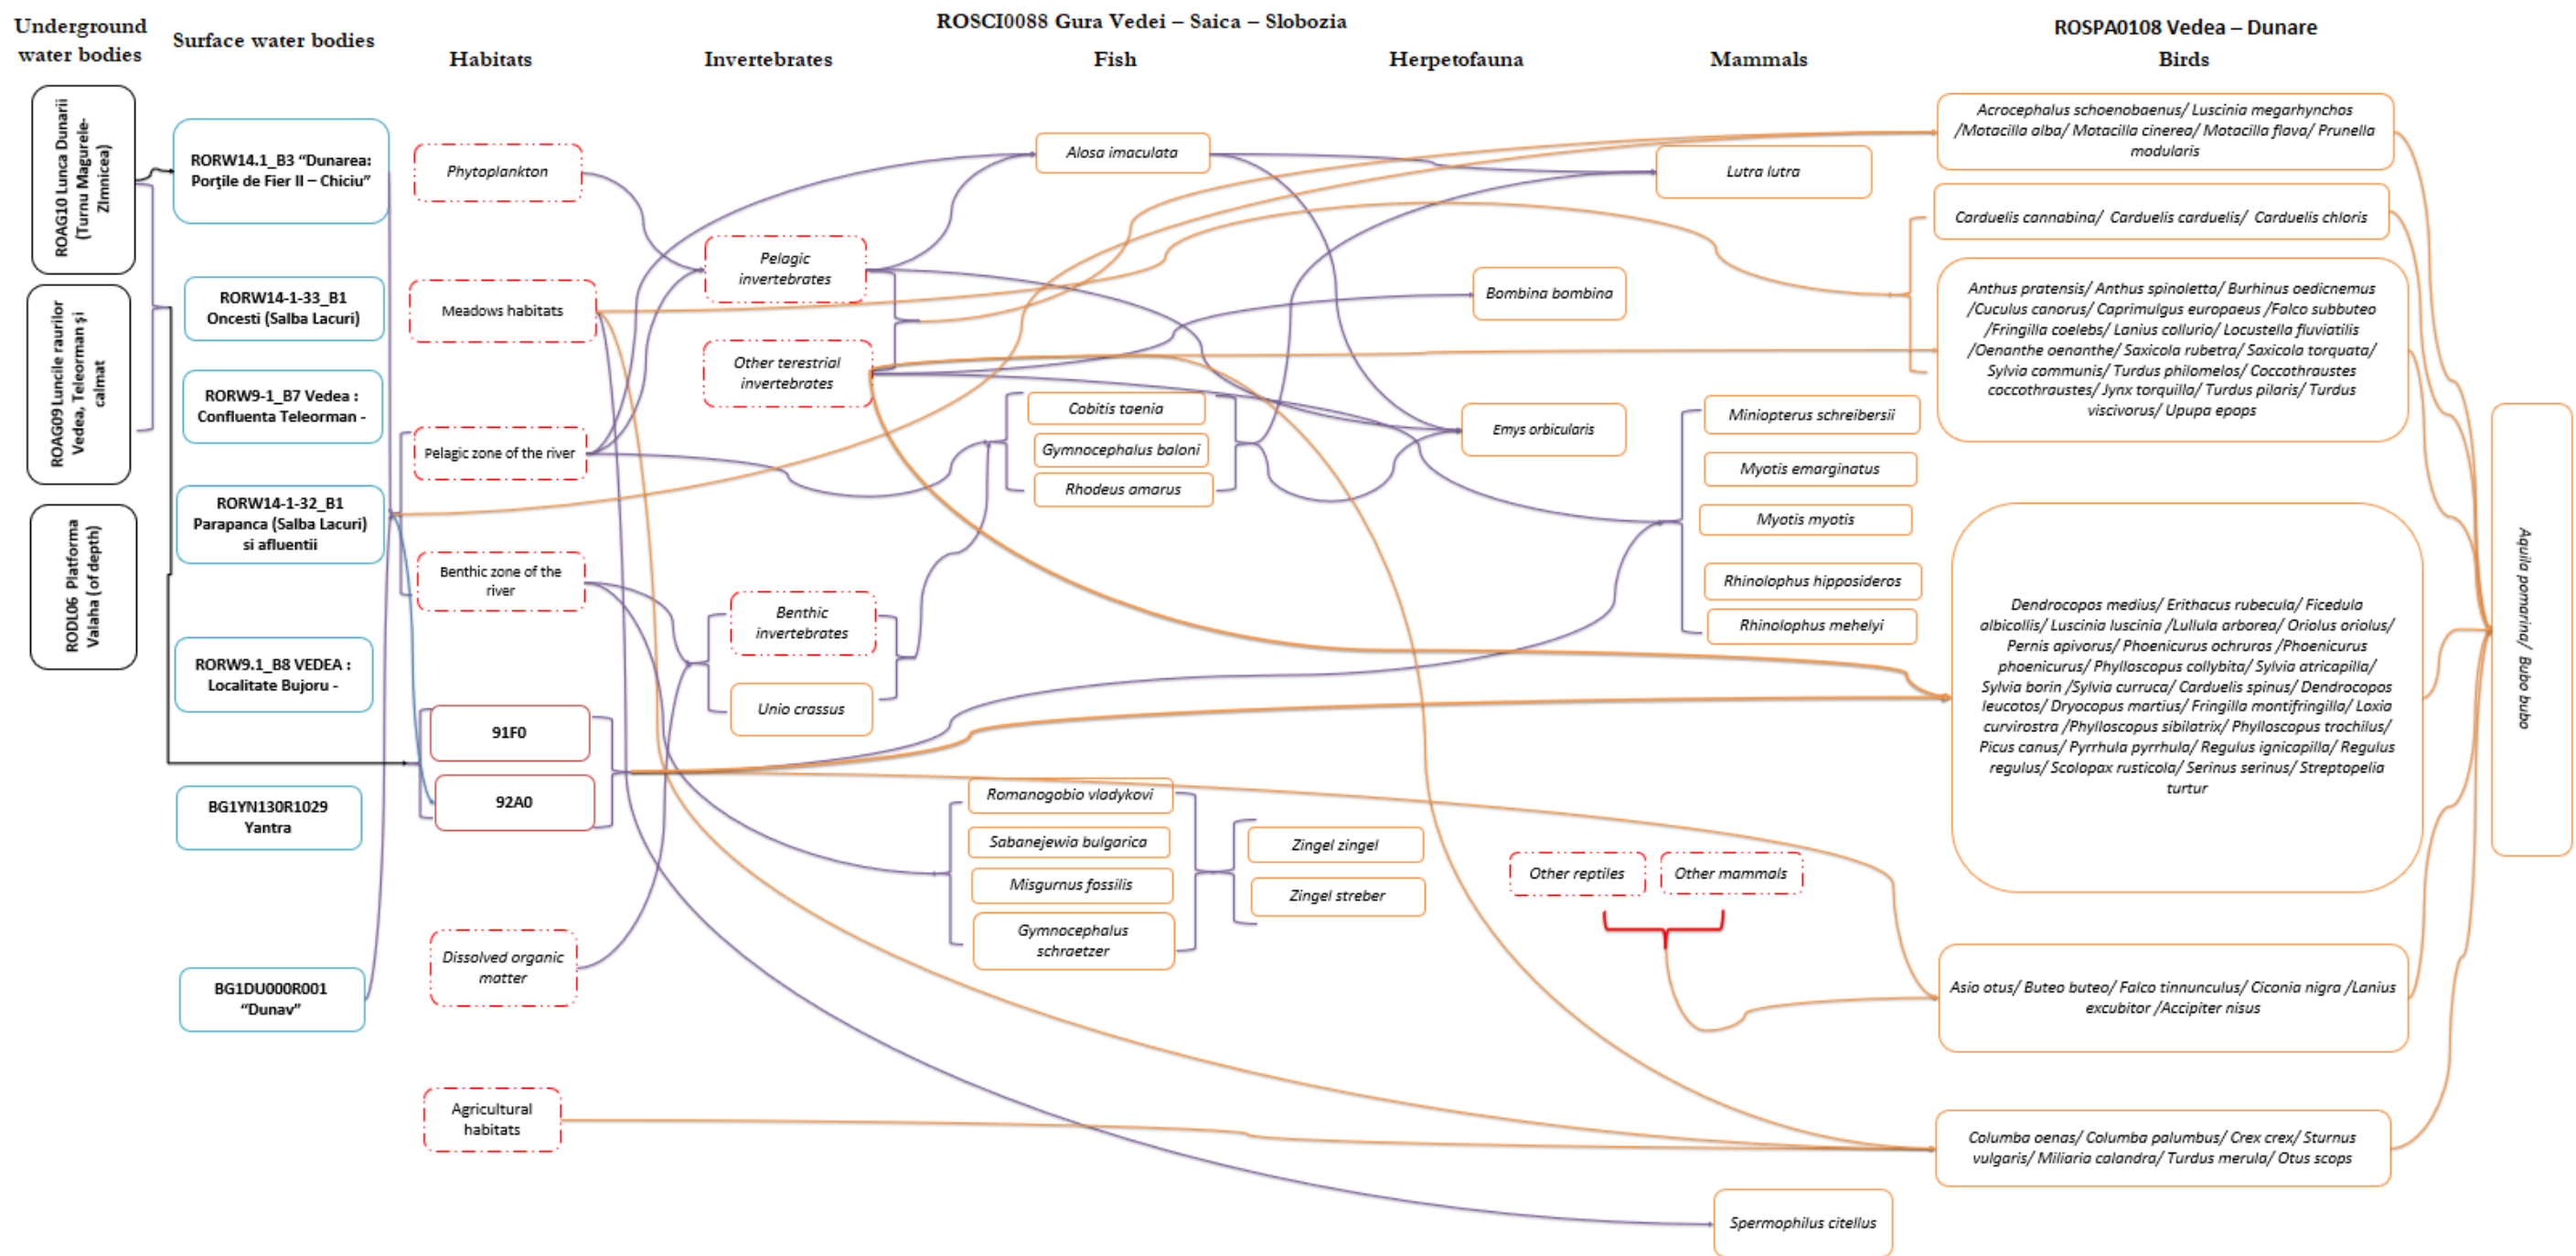 ROSCI0088 Gura Vedei – Saica – Slobozia
ROSPA0108 Vedea – Dunare
Underground
water bodies
Surface water bodies
Habitats
Invertebrates
Fish
Herpetofauna
Mammals
Birds
ROAG10 Lunca Dunarii
(Turnu Magurele-
ZImnicea)
ROAG09 Luncile raurilor
Vedea, Teleorman şi
calmat
RODL06 Platforma
Valaha (of depth)
RORW14.1_B3 “Dunarea:
Porţile de Fier II – Chiciu”
RORW14-1-33_B1
Oncesti (Salba Lacuri)
RORW9-1_B7 Vedea :
Confluenta Teleorman -
RORW14-1-32_B1
Parapanca (Salba Lacuri)
si afluentii
RORW9.1_B8 VEDEA :
Localitate Bujoru -
BG1YN130R1029
Yantra
BG1DU000R001
“Dunav”
Phytoplankton
Meadows habitats
Pelagic zone of the river
Benthic zone of the
river
91F0
92A0
Dissolved organic
matter
Agricultural
habitats
Pelagic
invertebrates
Other terestrial
invertebrates
Benthic
invertebrates
Unio crassus
Alosa imaculata
Cobitis taenia
Gymnocephalus baloni
Rhodeus amarus
Romanogobio vladykovi
Sabanejewia bulgarica
Misgurnus fossilis
Gymnocephalus
schraetzer
Zingel zingel
Zingel streber
Bombina bombina
Emys orbicularis
Other reptiles
Other mammals
Lutra lutra
Miniopterus schreibersii
Myotis emarginatus
Myotis myotis
Rhinolophus hipposideros
Rhinolophus mehelyi
Spermophilus citellus
Acrocephalus schoenobaenus/ Luscinia megarhynchos
/Motacilla alba/ Motacilla cinerea/ Motacilla flava/ Prunella
modularis
Carduelis cannabina/ Carduelis carduelis/ Carduelis chloris
Anthus pratensis/ Anthus spinoletta/ Burhinus oedicnemus
/Cuculus canorus/ Caprimulgus europaeus /Falco subbuteo
/Fringilla coelebs/ Lanius collurio/ Locustella fluviatilis
/Oenanthe oenanthe/ Saxicola rubetra/ Saxicola torquata/
Sylvia communis/ Turdus philomelos/ Coccothraustes
coccothraustes/ Jynx torquilla/ Turdus pilaris/ Turdus
viscivorus/ Upupa epops
Dendrocopos medius/ Erithacus rubecula/ Ficedula
albicollis/ Luscinia luscinia /Lullula arborea/ Oriolus oriolus/
Pernis apivorus/ Phoenicurus ochruros /Phoenicurus
phoenicurus/ Phylloscopus collybita/ Sylvia atricapilla/
Sylvia borin /Sylvia curruca/ Carduelis spinus/ Dendrocopos
leucotos/ Dryocopus martius/ Fringilla montifringilla/ Loxia
curvirostra /Phylloscopus sibilatrix/ Phylloscopus trochilus/
Picus canus/ Pyrrhula pyrrhula/ Regulus ignicapilla/ Regulus
regulus/ Scolopax rusticola/ Serinus serinus/ Streptopelia
turtur
Asio otus/ Buteo buteo/ Falco tinnunculus/ Ciconia nigra /Lanius
excubitor /Accipiter nisus
Columba oenas/ Columba palumbus/ Crex crex/ Sturnus
vulgaris/ Miliaria calandra/ Turdus merula/ Otus scops
Aquila pomarina/ Bubo bubo